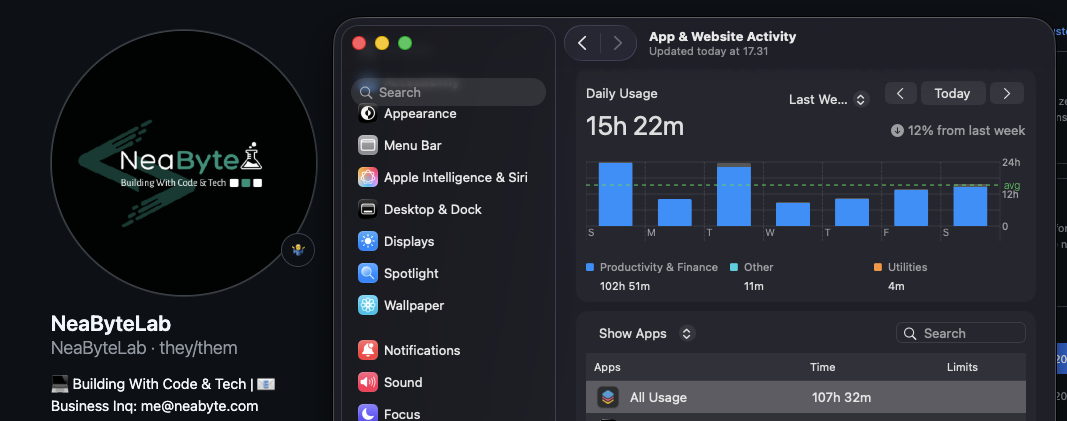 NeaByte
Building With Code & Tech
NeaByteLab
NeaByteLab · they/them
Building With Code & Tech |
Business Inq: me@neabyte.com
Search
Appearance
Menu Bar
Apple Intelligence & Siri
Desktop & Dock
Displays
Spotlight
Wallpaper
Notifications
Sound
Focus
App & Website Activity
Updated today at 17.31
Daily Usage
Last We...
Today
15h 22m
12% from last week
24h
avg
12h
0
S M T W T F S
Productivity & Finance
Other
Utilities
102h 51m
11m
4m
Show Apps
Search
Apps Time Limits
All Usage 107h 32m